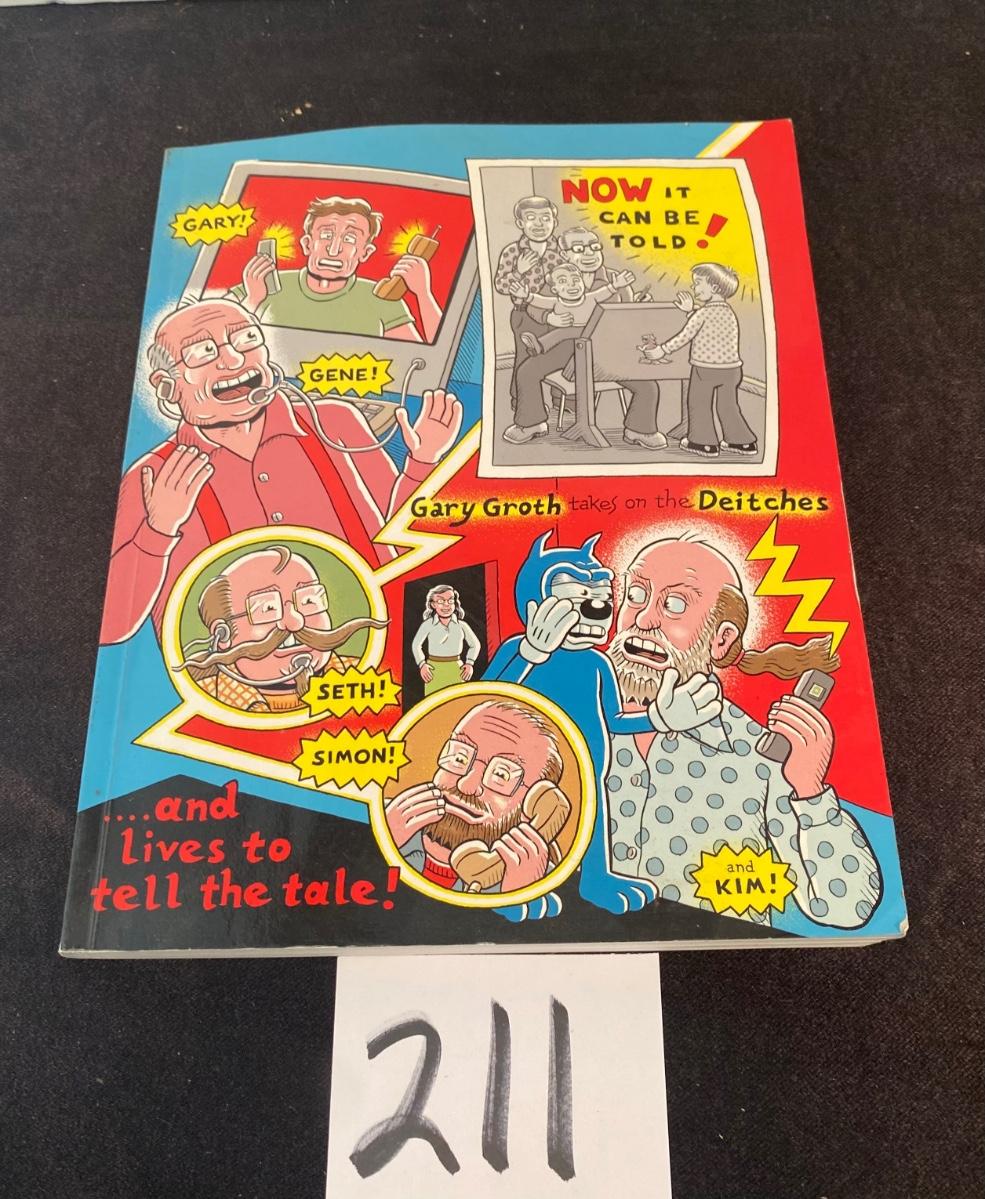 GARY!
NOW IT
CAN BE
TOLD!
GENE!
Gary Groth takes on the Deitches
SETH!
SIMON!
....and
lives to
tell the tale!
and
KIM!
211